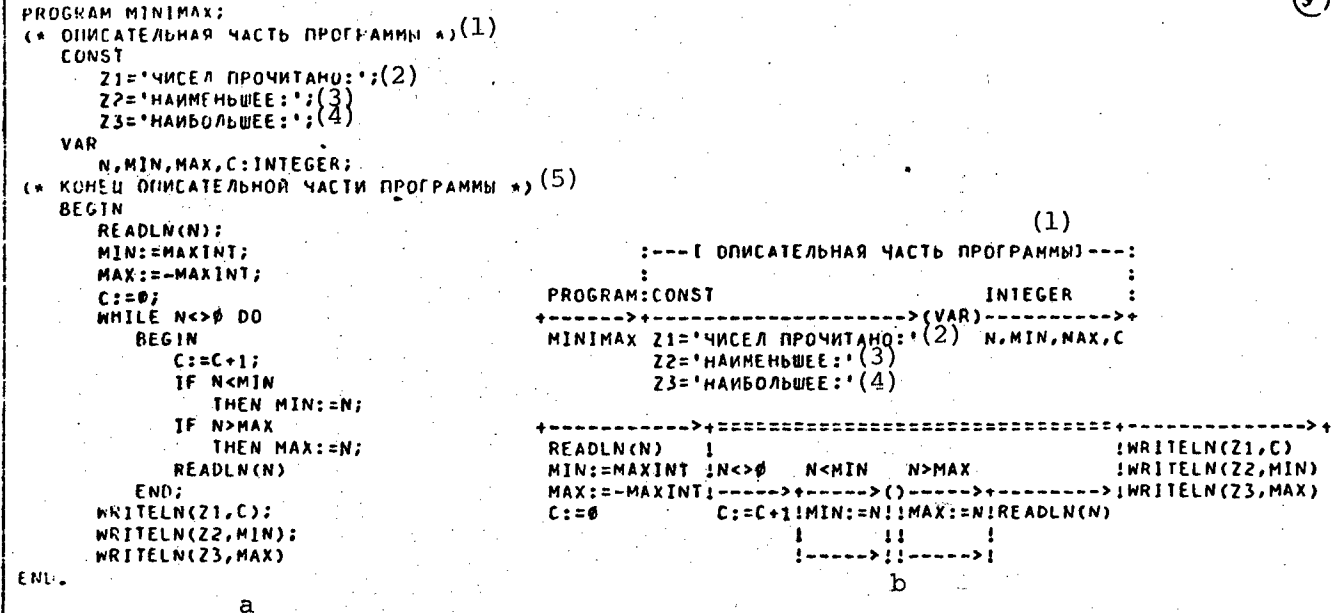 PROGRAM MINIMAX;
(* ОПИСАТЕЛЬНАЯ ЧАСТЬ ПРОГРАММЫ *)(1)
CONST
Z1='ЧИСЕЛ ПРОЧИТАНО:';(2)
Z2='НАИМЕНЬШЕЕ:';(3)
Z3='НАИБОЛЬШЕЕ:';(4)
VAR
N,MIN,MAX,C:INTEGER;
(* КОНЕЦ ОПИСАТЕЛЬНОЙ ЧАСТИ ПРОГРАММЫ *)(5)
BEGIN
READLN(N);
MIN:=MAXINT;
MAX:=-MAXINT;
C:=0;
WHILE N<>0 DO
BEGIN
C:=C+1;
IF N<MIN
THEN MIN:=N;
IF N>MAX
THEN MAX:=N;
READLN(N)
END;
WRITELN(Z1,C);
WRITELN(Z2,MIN);
WRITELN(Z3,MAX)
END.
a
(1)
:---[ ОПИСАТЕЛЬНАЯ ЧАСТЬ ПРОГРАММЫ]---:
: :
PROGRAM:CONST INTEGER :
+------>+-------------------->(VAR)---------->+
MINIMAX Z1='ЧИСЕЛ ПРОЧИТАНО:'(2) N,MIN,MAX,C
Z2='НАИМЕНЬШЕЕ:'(3)
Z3='НАИБОЛЬШЕЕ:'(4)
+----------->+==============================+-------------->+
READLN(N) ! !WRITELN(Z1,C)
MIN:=MAXINT !N<>0 N<MIN N>MAX !WRITELN(Z2,MIN)
MAX:=-MAXINT!----->+----->()----->+--------->!WRITELN(Z3,MAX)
C:=0 C:=C+1!MIN:=N!!MAX:=N!READLN(N)
! !! !
!----->!!----->!
b